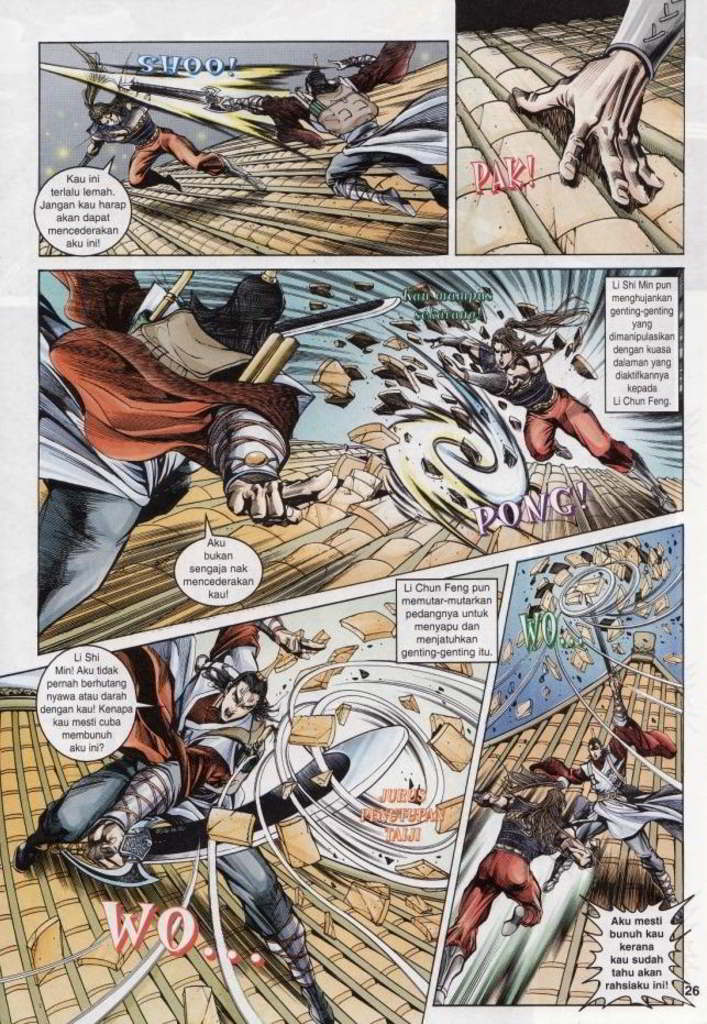 SHOO!
Kau ini
terlalu lemah.
Jangan kau harap
akan dapat
mencederakan
aku ini!
PAK!
Kau mampus
sekarang!
Li Shi Min pun
menghujankan
genting-genting
yang
dimanipulasikan
dengan kuasa
dalaman yang
diaktifkannya
kepada
Li Chun Feng.
PONG!
Aku
bukan
sengaja nak
mencederakan
kau!
Li Chun Feng pun
memutar-mutarkan
pedangnya untuk
menyapu dan
menjatuhkan
genting-genting itu.
Li Shi
Min! Aku tidak
pernah berhutang
nyawa atau darah
dengan kau! Kenapa
kau mesti cuba
membunuh
aku ini?
JURUS
PENETUPAN
TAIJI
WO...
WO...
Aku mesti
bunuh kau
kerana
kau sudah
tahu akan
rahsiaku ini!
26